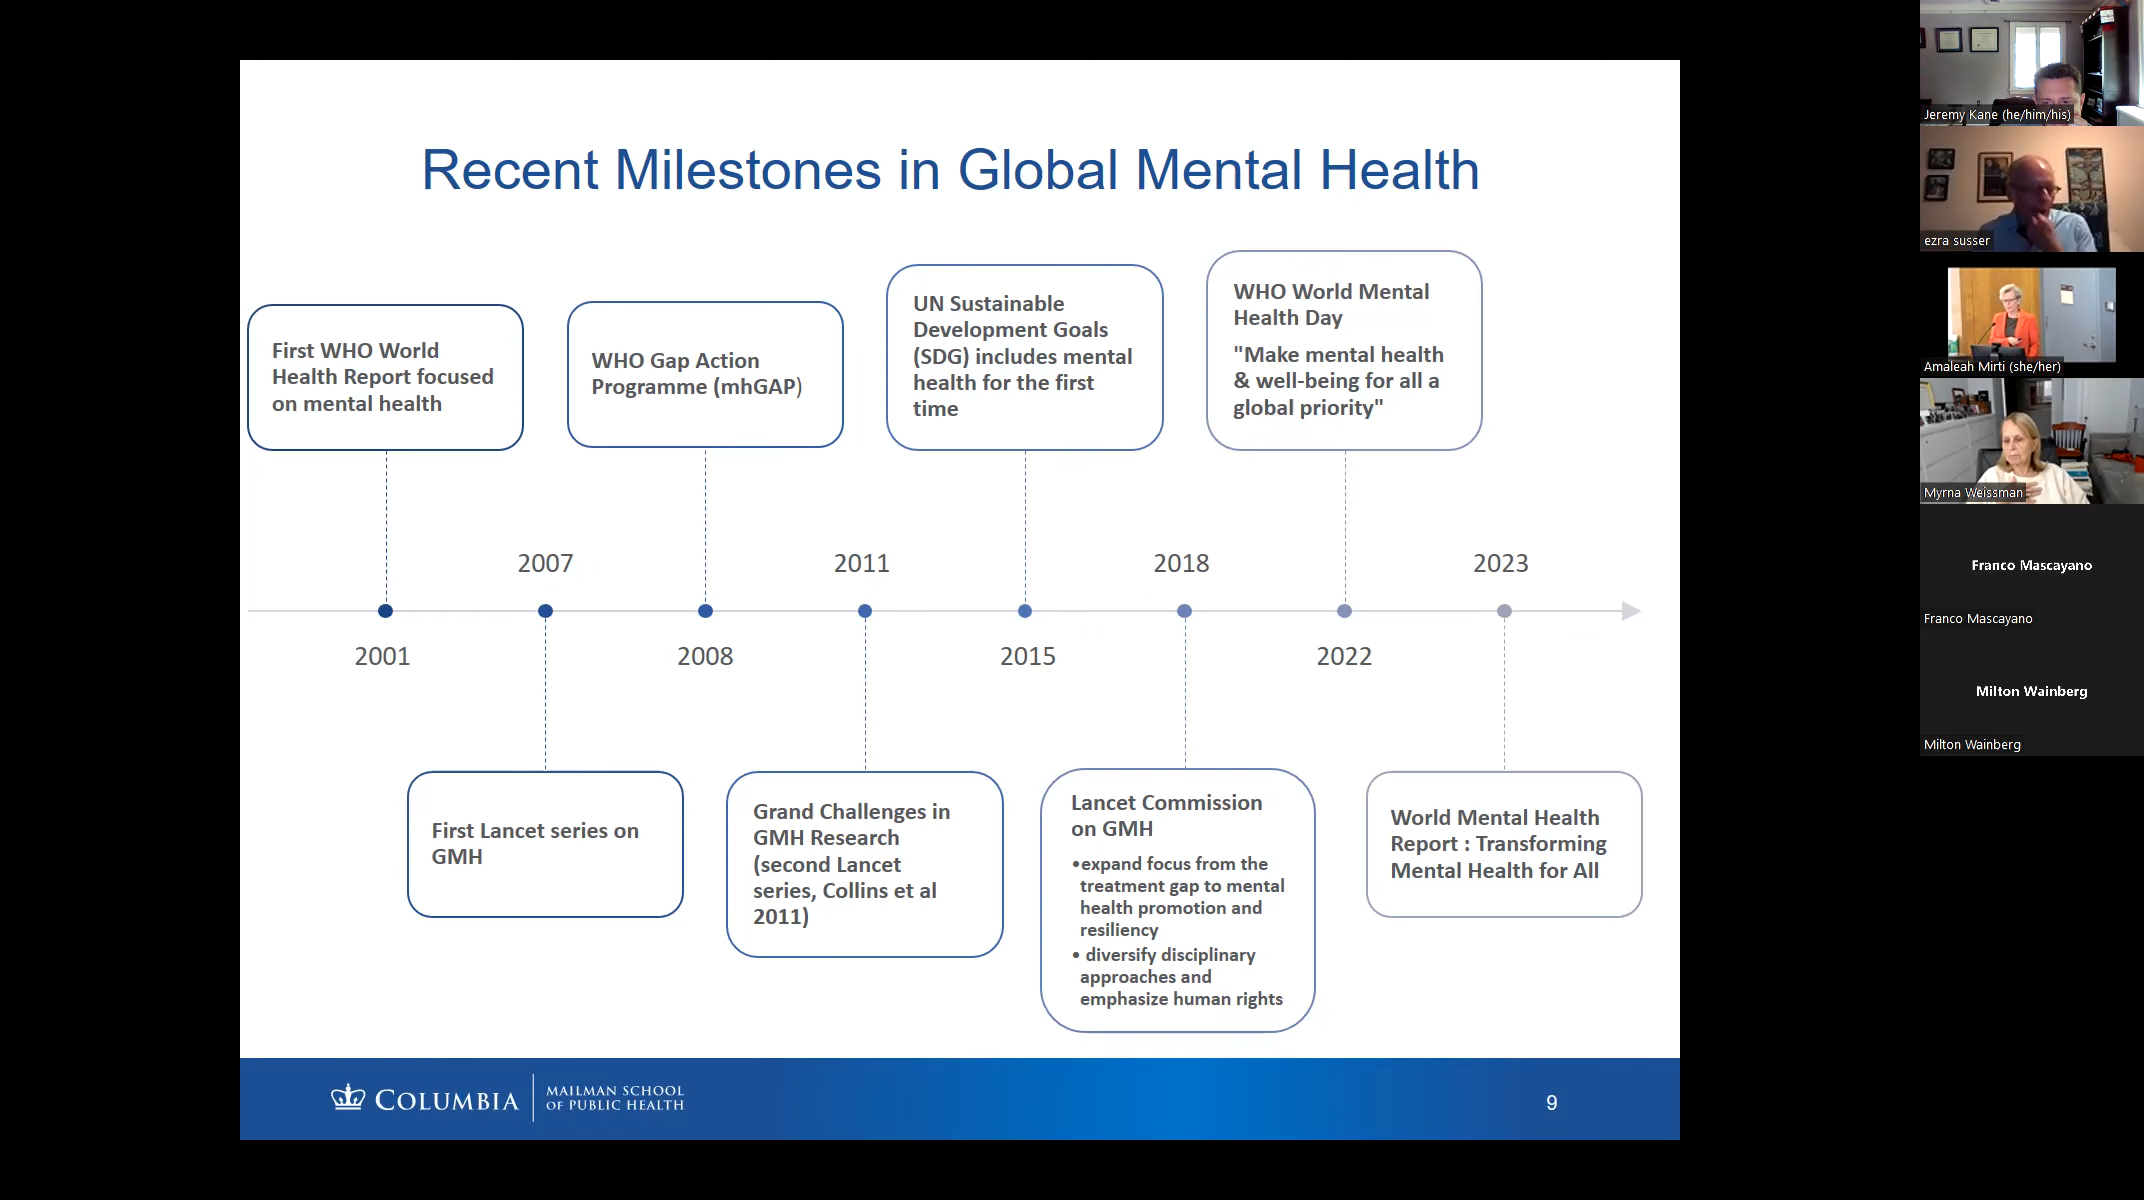 Recent Milestones in Global Mental Health
First WHO World
Health Report focused
on mental health
WHO Gap Action
Programme (mhGAP)
UN Sustainable
Development Goals
(SDG) includes mental
health for the first
time
WHO World Mental
Health Day
"Make mental health
& well-being for all a
global priority"
2007
2011
2018
2023
2001
2008
2015
2022
First Lancet series on
GMH
Grand Challenges in
GMH Research
(second Lancet
series, Collins et al
2011)
Lancet Commission
on GMH
•expand focus from the
treatment gap to mental
health promotion and
resiliency
• diversify disciplinary
approaches and
emphasize human rights
World Mental Health
Report : Transforming
Mental Health for All
COLUMBIA
MAILMAN SCHOOL
OF PUBLIC HEALTH
9
Jeremy Kane (he/him/his)
ezra susser
Amaleah Mirti (she/her)
Myrna Weissman
Franco Mascayano
Franco Mascayano
Milton Wainberg
Milton Wainberg